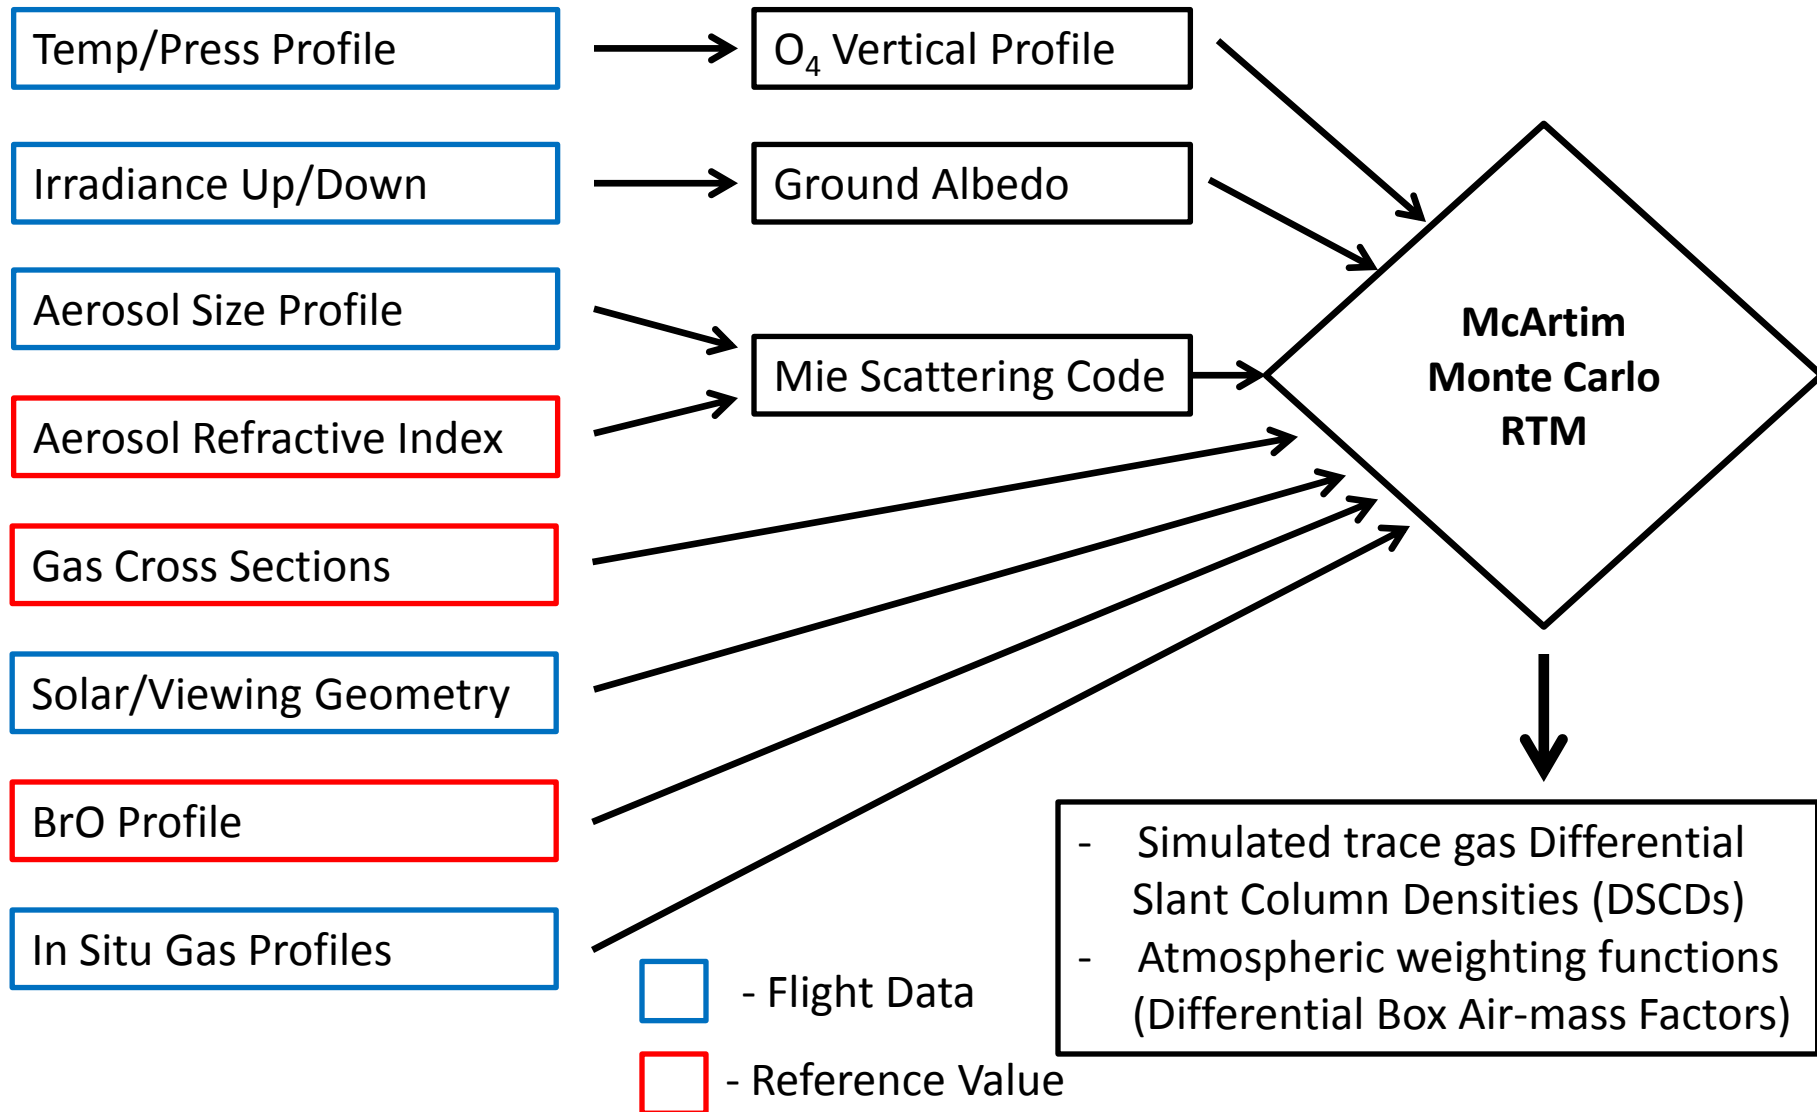 Temp/Press Profile
O₄ Vertical Profile
Irradiance Up/Down
Ground Albedo
Aerosol Size Profile
Mie Scattering Code
Aerosol Refractive Index
McArtim
Monte Carlo
RTM
Gas Cross Sections
Solar/Viewing Geometry
BrO Profile
In Situ Gas Profiles
- Flight Data
- Reference Value
- Simulated trace gas Differential
Slant Column Densities (DSCDs)
- Atmospheric weighting functions
(Differential Box Air-mass Factors)